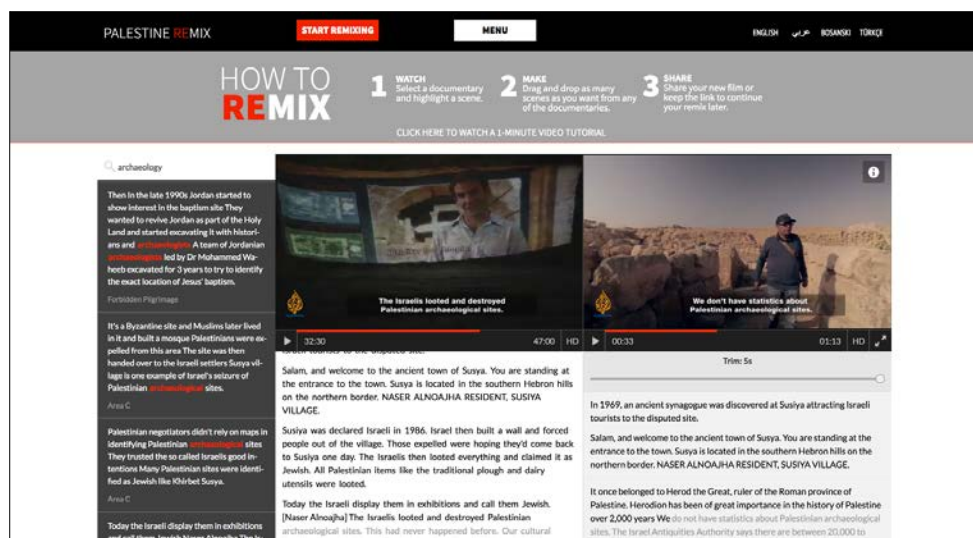 PALESTINE REMIX
START REMIXING
MENU
ENGLISH عربي BOSANSKI TÜRKÇE
HOW TO
REMIX
1 WATCH
Select a documentary
and highlight a scene.
2 MAKE
Drag and drop as many
scenes as you want from any
of the documentaries.
3 SHARE
Share your new film or
keep the link to continue
your remix later.
CLICK HERE TO WATCH A 1-MINUTE VIDEO TUTORIAL
archaeology
Then in the late 1990s Jordan started to
show interest in the baptism site They
wanted to revive Jordan as part of the Holy
Land and started excavating it with histori-
ans and archaeologists A team of Jordanian
archaeologists led by Dr Mohammed Wa-
heeb excavated for 3 years to try to identify
the exact location of Jesus' baptism.
Forbidden Pilgrimage
It's a Byzantine site and Muslims later lived
in it and built a mosque Palestinians were ex-
pelled from this area The site was then
handed over to the Israeli settlers Susya vil-
lage is one example of Israel's seizure of
Palestinian archaeological sites.
Area C
Palestinian negotiators didn't rely on maps in
identifying Palestinian archaeological sites
They trusted the so called Israelis good in-
tentions Many Palestinian sites were identi-
fied as Jewish like Khirbet Susya.
Area C
Today the Israeli display them in exhibitions
and call them Jewish Naser Alnoajha The Is-
The Israelis looted and destroyed
Palestinian archaeological sites.
32:30 47:00 HD
Israeli tourists to the disputed site.
Salam, and welcome to the ancient town of Susya. You are standing at
the entrance to the town. Susya is located in the southern Hebron hills
on the northern border. NASER ALNOAJHA RESIDENT, SUSIYA
VILLAGE.
Susiya was declared Israeli in 1986. Israel then built a wall and forced
people out of the village. Those expelled were hoping they'd come back
to Susiya one day. The Israelis then looted everything and claimed it as
Jewish. All Palestinian items like the traditional plough and dairy
utensils were looted.
Today the Israeli display them in exhibitions and call them Jewish.
[Naser Alnoajha] The Israelis looted and destroyed Palestinian
archaeological sites. This had never happened before. Our cultural
We don't have statistics about
Palestinian archaeological sites.
00:33 01:13 HD
Trim: 5s
In 1969, an ancient synagogue was discovered at Susiya attracting Israeli
tourists to the disputed site.
Salam, and welcome to the ancient town of Susya. You are standing at the
entrance to the town. Susya is located in the southern Hebron hills on the
northern border. NASER ALNOAJHA RESIDENT, SUSIYA VILLAGE.
It once belonged to Herod the Great, ruler of the Roman province of
Palestine. Herodion has been of great importance in the history of Palestine
over 2,000 years We do not have statistics about Palestinian archaeological
sites. The Israel Antiquities Authority says there are between 20,000 to